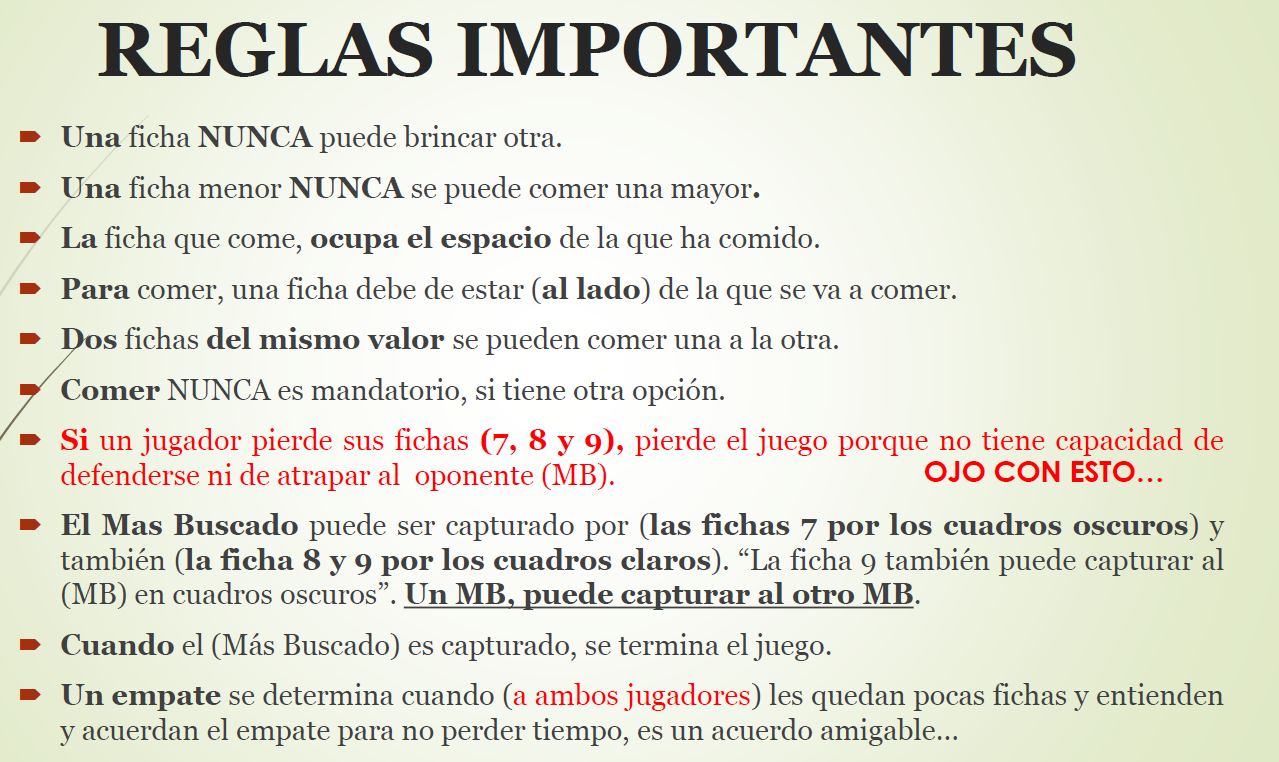 REGLAS IMPORTANTES
Una ficha NUNCA puede brincar otra.
Una ficha menor NUNCA se puede comer una mayor.
La ficha que come, ocupa el espacio de la que ha comido.
Para comer, una ficha debe de estar (al lado) de la que se va a comer.
Dos fichas del mismo valor se pueden comer una a la otra.
Comer NUNCA es mandatorio, si tiene otra opción.
Si un jugador pierde sus fichas (7, 8 y 9), pierde el juego porque no tiene capacidad de
defenderse ni de atrapar al oponente (MB).
OJO CON ESTO...
El Mas Buscado puede ser capturado por (las fichas 7 por los cuadros oscuros) y
también (la ficha 8 y 9 por los cuadros claros). “La ficha 9 también puede capturar al
(MB) en cuadros oscuros”. Un MB, puede capturar al otro MB.
Cuando el (Más Buscado) es capturado, se termina el juego.
Un empate se determina cuando (a ambos jugadores) les quedan pocas fichas y entienden
y acuerdan el empate para no perder tiempo, es un acuerdo amigable...